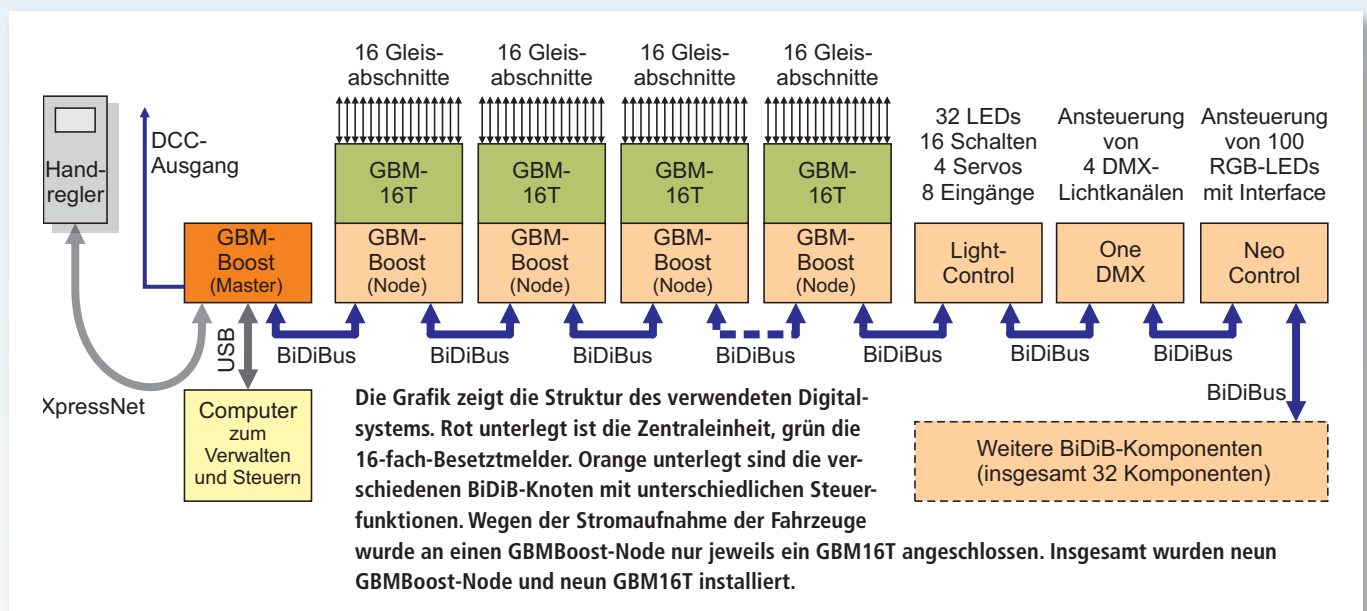 16 Gleis-
abschnitte
16 Gleis-
abschnitte
16 Gleis-
abschnitte
16 Gleis-
abschnitte
Hand-
regler
DCC-
Ausgang
GBM-
16T
GBM-
16T
GBM-
16T
GBM-
16T
32 LEDs
16 Schalten
4 Servos
8 Eingänge
Ansteuerung
von
4 DMX-
Lichtkanälen
Ansteuerung
von 100
RGB-LEDs
mit Interface
GBM-
Boost
(Master)
GBM-
Boost
(Node)
GBM-
Boost
(Node)
GBM-
Boost
(Node)
GBM-
Boost
(Node)
Light-
Control
One
DMX
Neo
Control
USB
BiDiBus
BiDiBus
BiDiBus
BiDiBus
BiDiBus
BiDiBus
BiDiBus
BiDiBus
XpressNet
Computer
zum
Verwalten
und Steuern
Weitere BiDiB-Komponenten
(insgesamt 32 Komponenten)
Die Grafik zeigt die Struktur des verwendeten Digital-
systems. Rot unterlegt ist die Zentraleinheit, grün die
16-fach-Besetztmelder. Orange unterlegt sind die ver-
schiedenen BiDiB-Knoten mit unterschiedlichen Steuer-
funktionen. Wegen der Stromaufnahme der Fahrzeuge
wurde an einen GBMBoost-Node nur jeweils ein GBM16T angeschlossen. Insgesamt wurden neun
GBMBoost-Node und neun GBM16T installiert.